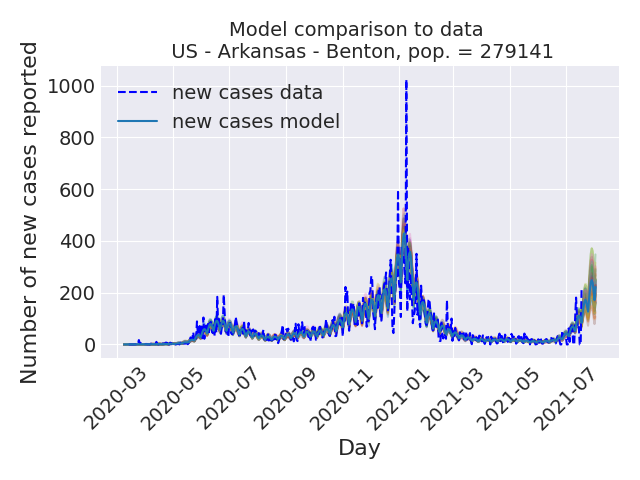 Model comparison to data
US - Arkansas - Benton, pop. = 279141
Number of new cases reported
1000
800
600
400
200
0
new cases data
new cases model
2020-03
2020-05
2020-07
2020-09
2020-11
2021-01
2021-03
2021-05
2021-07
Day